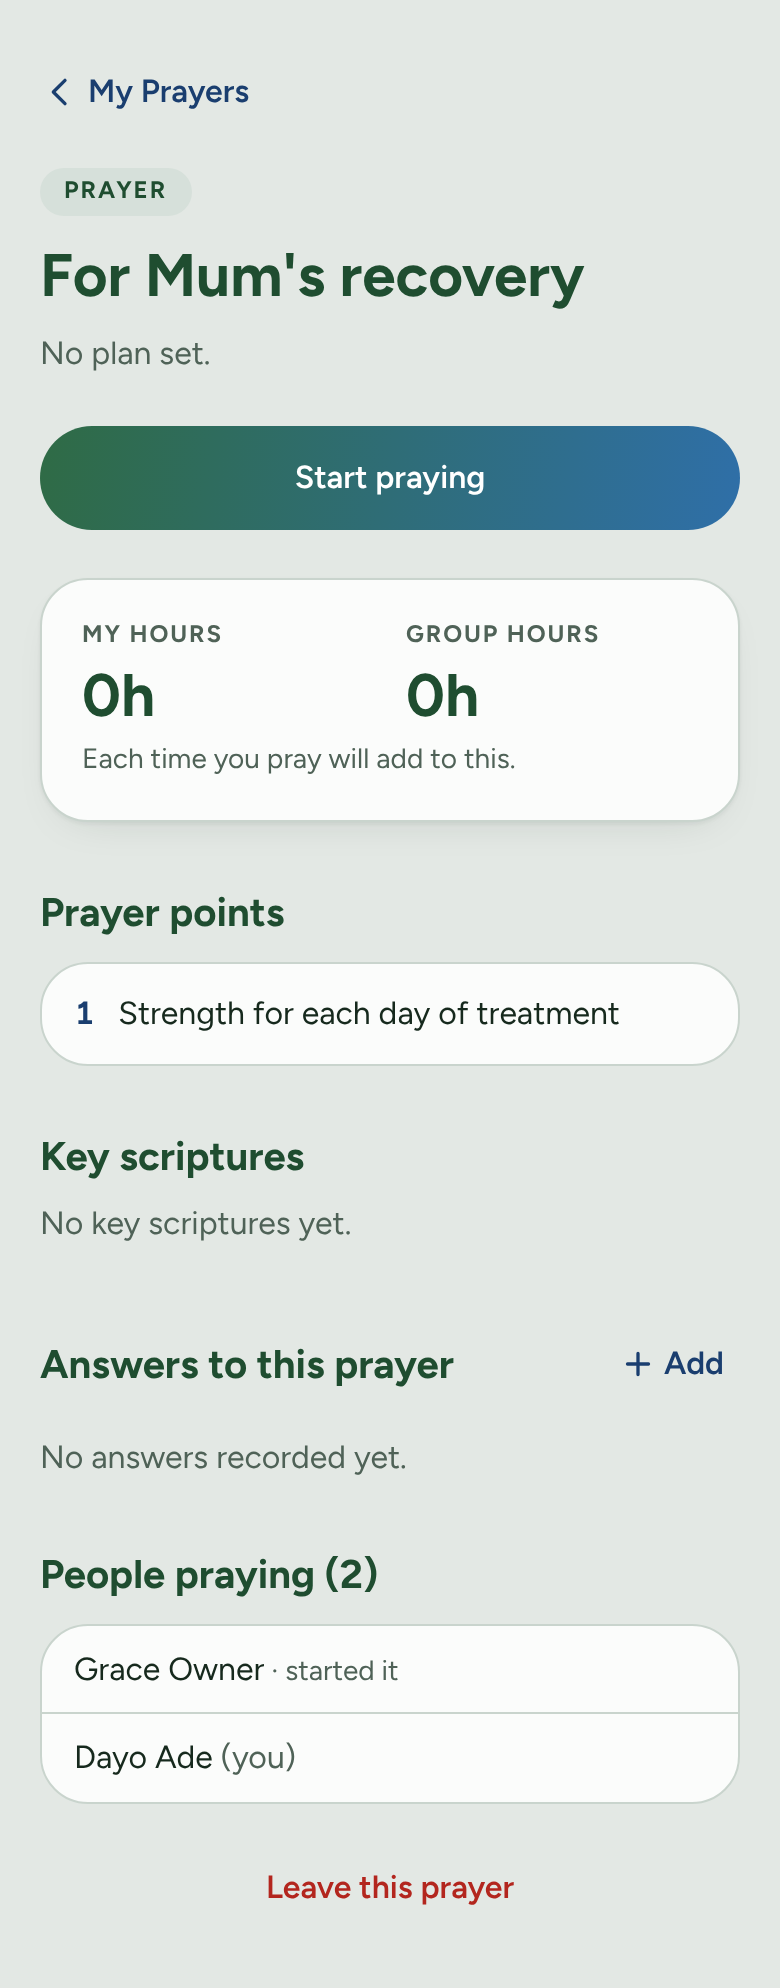 My Prayers
PRAYER
For Mum's recovery
No plan set.
Start praying
MY HOURS
GROUP HOURS
0h
0h
Each time you pray will add to this.
Prayer points
1 Strength for each day of treatment
Key scriptures
No key scriptures yet.
Answers to this prayer
+ Add
No answers recorded yet.
People praying (2)
Grace Owner · started it
Dayo Ade (you)
Leave this prayer